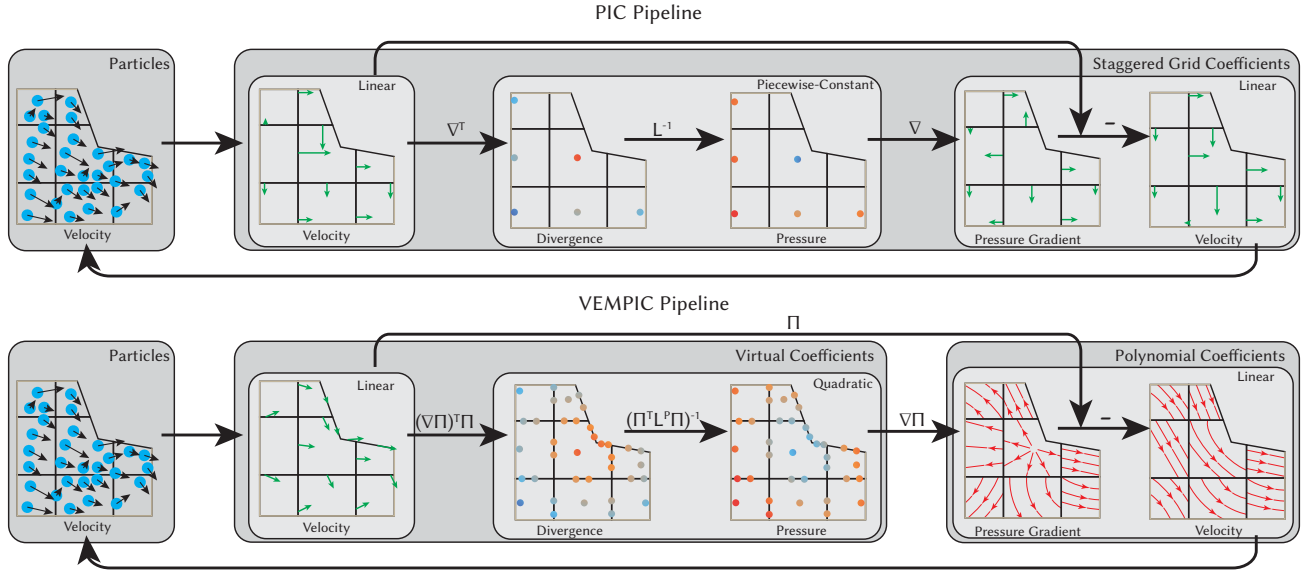 PIC Pipeline
Particles
Velocity
Staggered Grid Coefficients
Linear
Velocity
∇ᵀ
Piecewise-Constant
Divergence
L⁻¹
Pressure
∇
Linear
Pressure Gradient
−
Velocity
VEMPIC Pipeline
Π
Particles
Velocity
Virtual Coefficients
Linear
Velocity
(∇Π)ᵀΠ
Quadratic
Divergence
(ΠᵀLᴾΠ)⁻¹
Pressure
∇Π
Polynomial Coefficients
Linear
Pressure Gradient
−
Velocity